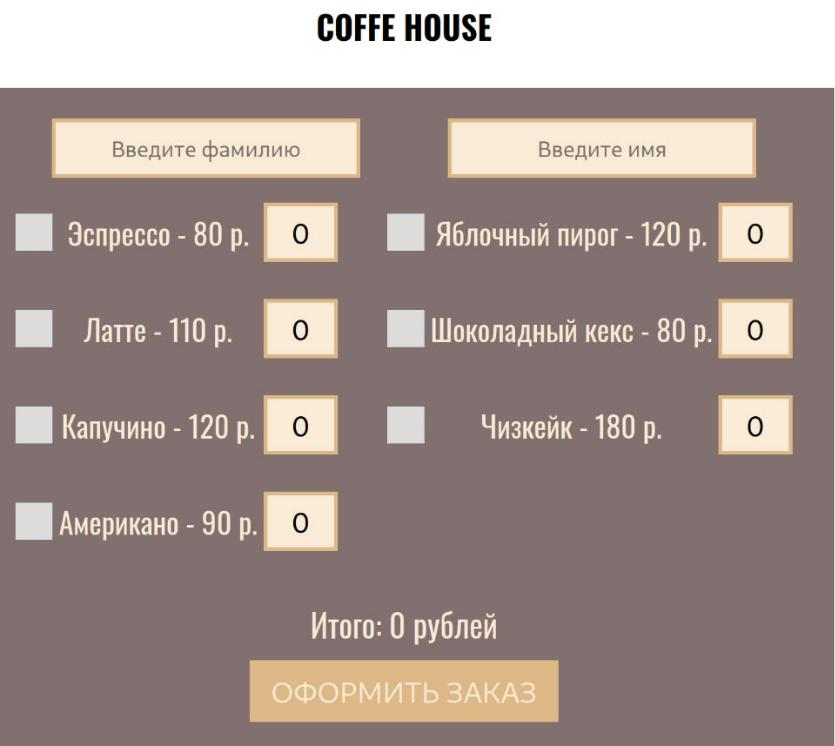 COFFE HOUSE
Введите фамилию
Введите имя
Эспрессо - 80 р. 0
Яблочный пирог - 120 р. 0
Латте - 110 р. 0
Шоколадный кекс - 80 р. 0
Капучино - 120 р. 0
Чизкейк - 180 р. 0
Американо - 90 р. 0
Итого: 0 рублей
ОФОРМИТЬ ЗАКАЗ